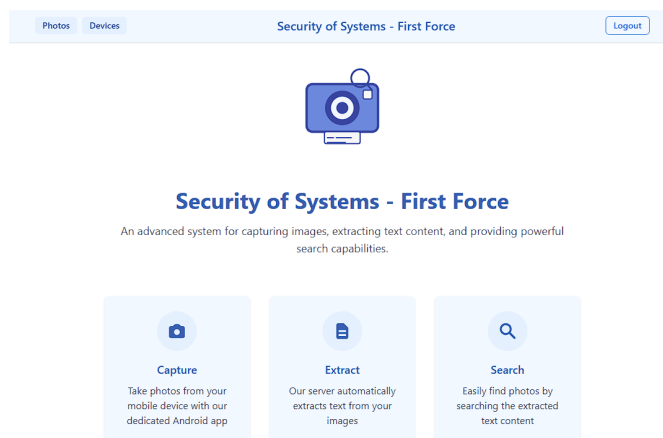 Photos Devices Security of Systems - First Force Logout
Security of Systems - First Force
An advanced system for capturing images, extracting text content, and providing powerful
search capabilities.
Capture
Take photos from your
mobile device with our
dedicated Android app
Extract
Our server automatically
extracts text from your
images
Search
Easily find photos by
searching the extracted
text content